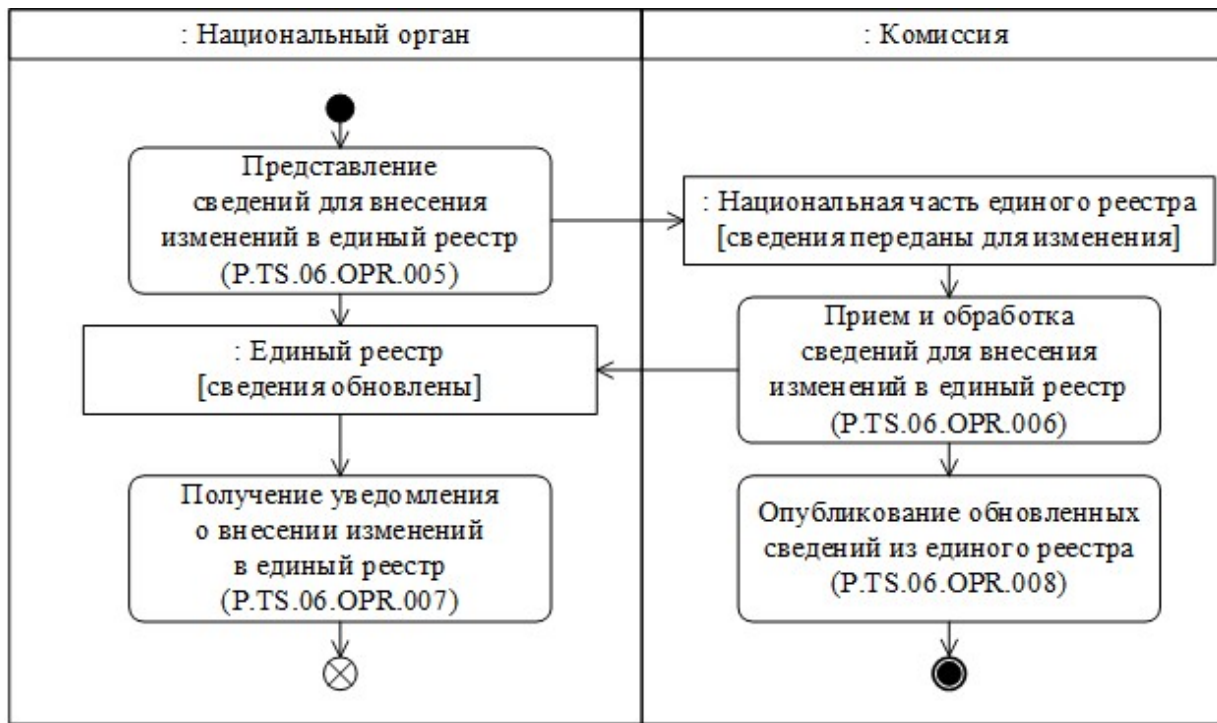 : Национальный орган
: Комиссия
Представление
сведений для внесения
изменений в единый реестр
(P.TS.06.OPR.005)
: Национальная часть единого реестра
[сведения переданы для изменения]
: Единый реестр
[сведения обновлены]
Прием и обработка
сведений для внесения
изменений в единый реестр
(P.TS.06.OPR.006)
Получение уведомления
о внесении изменений
в единый реестр
(P.TS.06.OPR.007)
Опубликование обновленных
сведений из единого реестра
(P.TS.06.OPR.008)